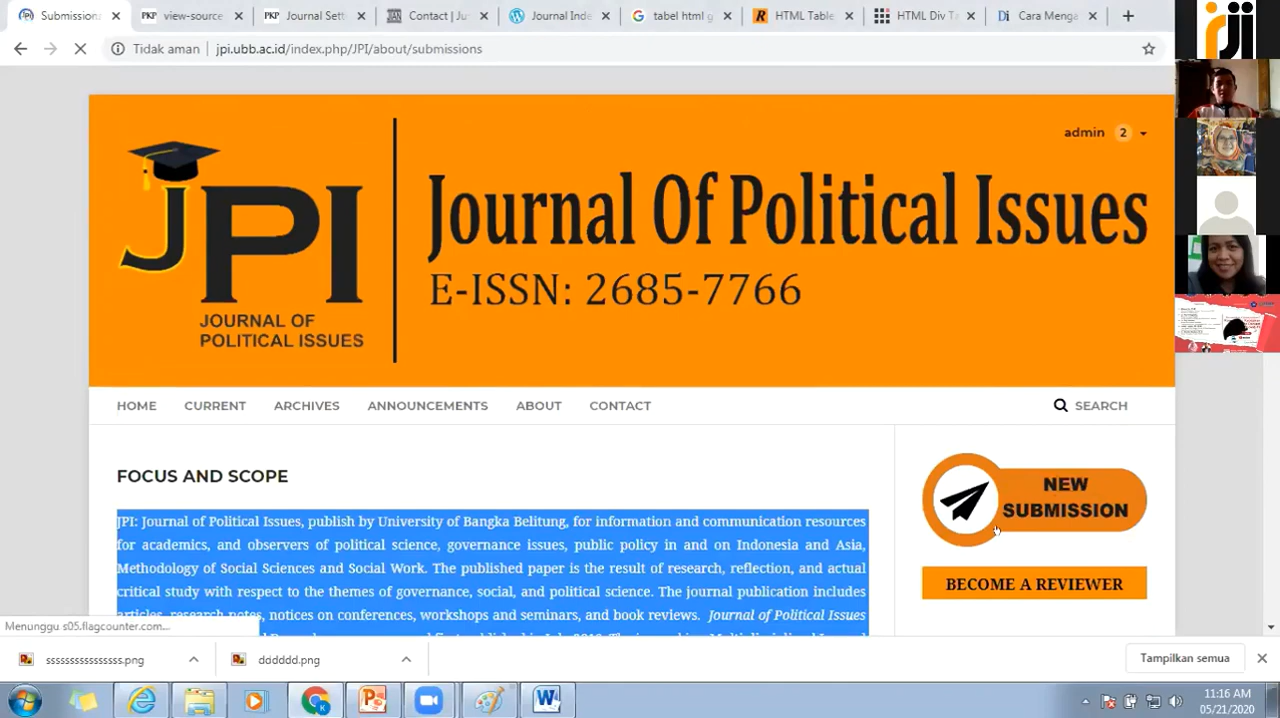 Submission
view-source
Journal Sett
Contact | Ju
Journal Inde
tabel html g
HTML Table
HTML Div Ta
Cara Menga
Tidak aman
jpi.ubb.ac.id/index.php/JPI/about/submissions
admin 2
JPI
JOURNAL OF
POLITICAL ISSUES
Journal Of Political Issues
E-ISSN: 2685-7766
HOME
CURRENT
ARCHIVES
ANNOUNCEMENTS
ABOUT
CONTACT
SEARCH
FOCUS AND SCOPE
JPI: Journal of Political Issues, publish by University of Bangka Belitung, for information and communication resources
for academics, and observers of political science, governance issues, public policy in and on Indonesia and Asia,
Methodology of Social Sciences and Social Work. The published paper is the result of research, reflection, and actual
critical study with respect to the themes of governance, social, and political science. The journal publication includes
articles, research notes, notices on conferences, workshops and seminars, and book reviews. Journal of Political Issues
NEW
SUBMISSION
BECOME A REVIEWER
Menunggu s05.flagcounter.com...
sssssssssssssss.png
dddddd.png
Tampilkan semua
11:16 AM
05/21/2020